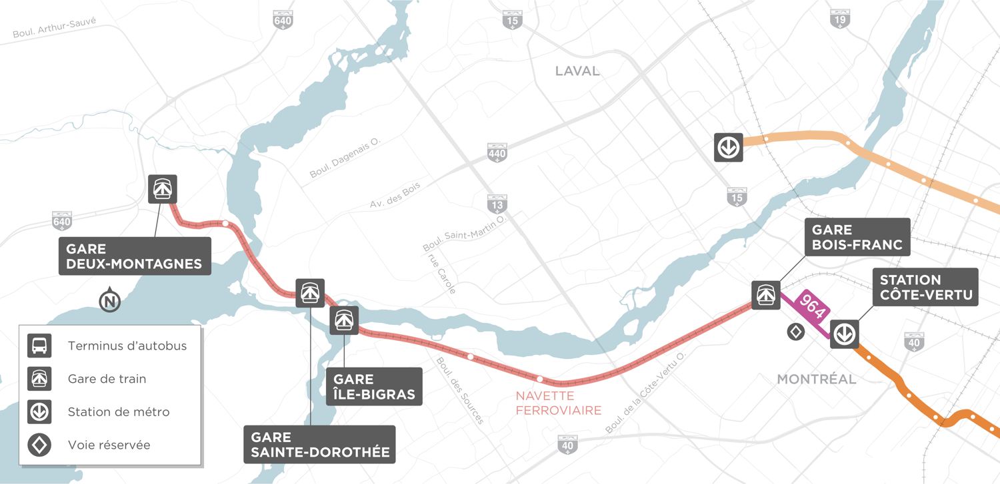 Boul. Arthur-Sauvé
640
15
19
LAVAL
Boul. Dagenais O.
440
Av. des Bois
13
15
640
Boul. Saint-Martin O.
rue Carole
GARE
DEUX-MONTAGNES
GARE
BOIS-FRANC
STATION
CÔTE-VERTU
964
N
40
Terminus d'autobus
Gare de train
Station de métro
Voie réservée
GARE
ÎLE-BIGRAS
GARE
SAINTE-DOROTHÉE
Boul. des Sources
NAVETTE
FERROVIAIRE
Boul. de la Côte-Vertu O.
MONTRÉAL
40